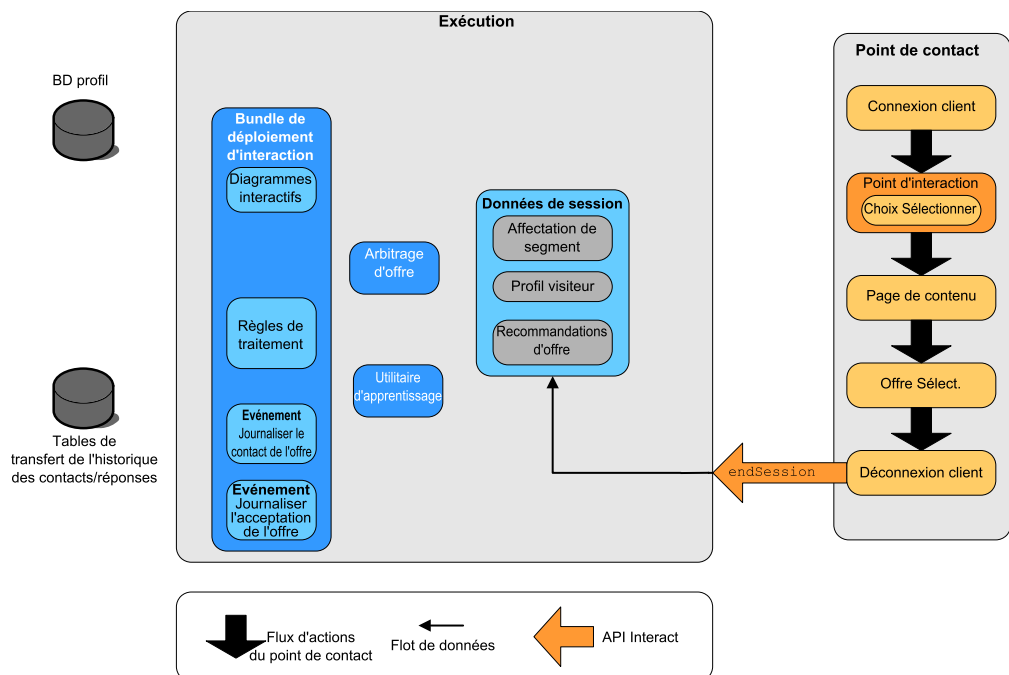 Exécution
BD profil
Bundle de
déploiement
d'interaction
Diagrammes
interactifs
Règles de
traitement
Evénement
Journaliser le
contact de l'offre
Evénement
Journaliser
l'acceptation
de l'offre
Arbitrage
d'offre
Utilitaire
d'apprentissage
Données de session
Affectation de
segment
Profil visiteur
Recommandations
d'offre
Tables de
transfert de l'historique
des contacts/réponses
Point de contact
Connexion client
Point d'interaction
Choix Sélectionner
Page de contenu
Offre Sélect.
Déconnexion client
endSession
Flux d'actions
du point de contact
Flot de données
API Interact